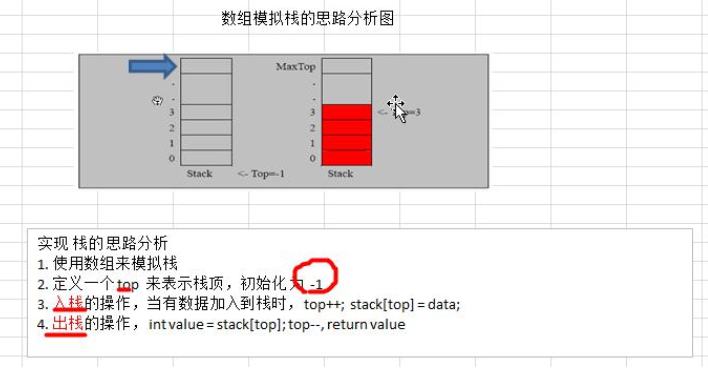 数组模拟栈的思路分析图
MaxTop
.
.
.
.
3
3
<- Top=3
2
2
1
1
0
0
Stack
<- Top=-1
Stack
实现 栈的思路分析
1. 使用数组来模拟栈
2. 定义一个 top 来表示栈顶，初始化 为 -1
3. 入栈的操作，当有数据加入到栈时，top++; stack[top] = data;
4. 出栈的操作，int value = stack[top]; top--, return value